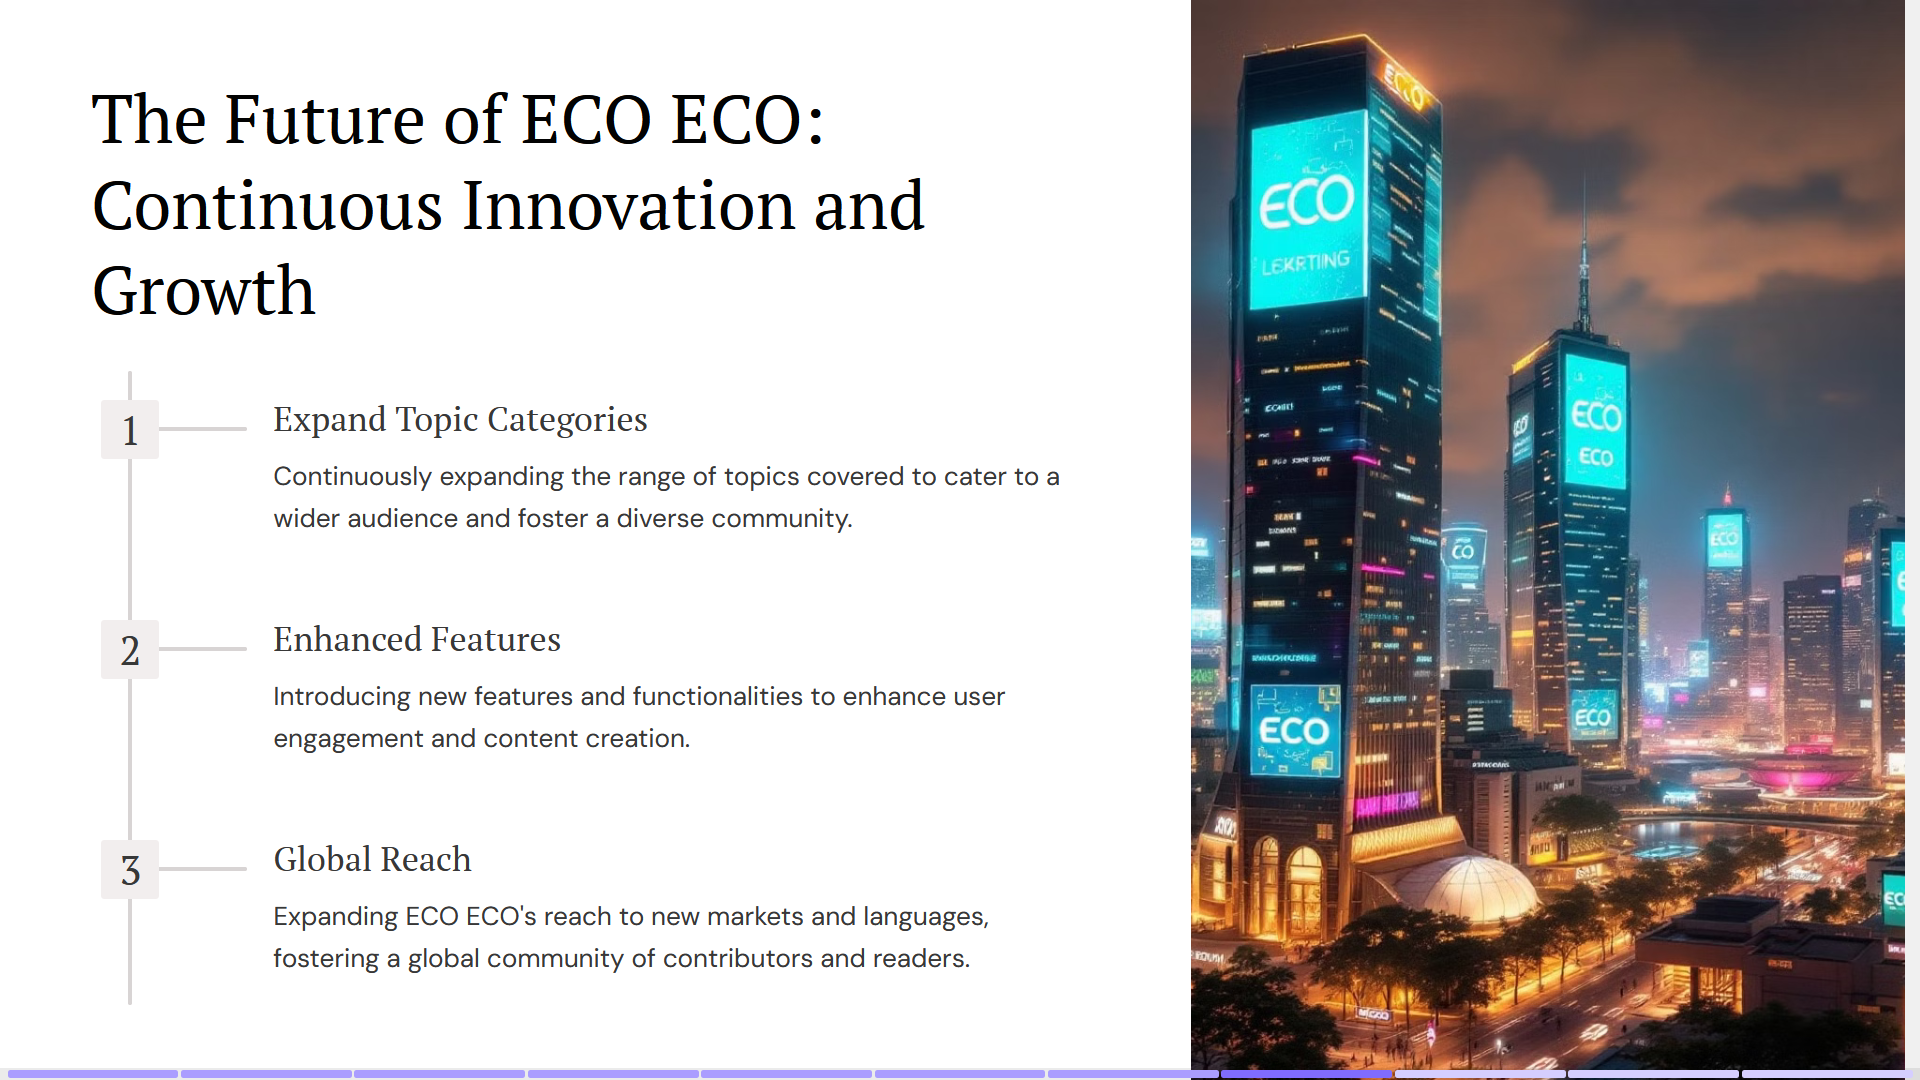 The Future of ECO ECO:
Continuous Innovation and
Growth
1
Expand Topic Categories
Continuously expanding the range of topics covered to cater to a
wider audience and foster a diverse community.
2
Enhanced Features
Introducing new features and functionalities to enhance user
engagement and content creation.
3
Global Reach
Expanding ECO ECO's reach to new markets and languages,
fostering a global community of contributors and readers.
ECO
ECO
LEKRTIING
ECO
ECO
CO
ECO
ECO
ECO